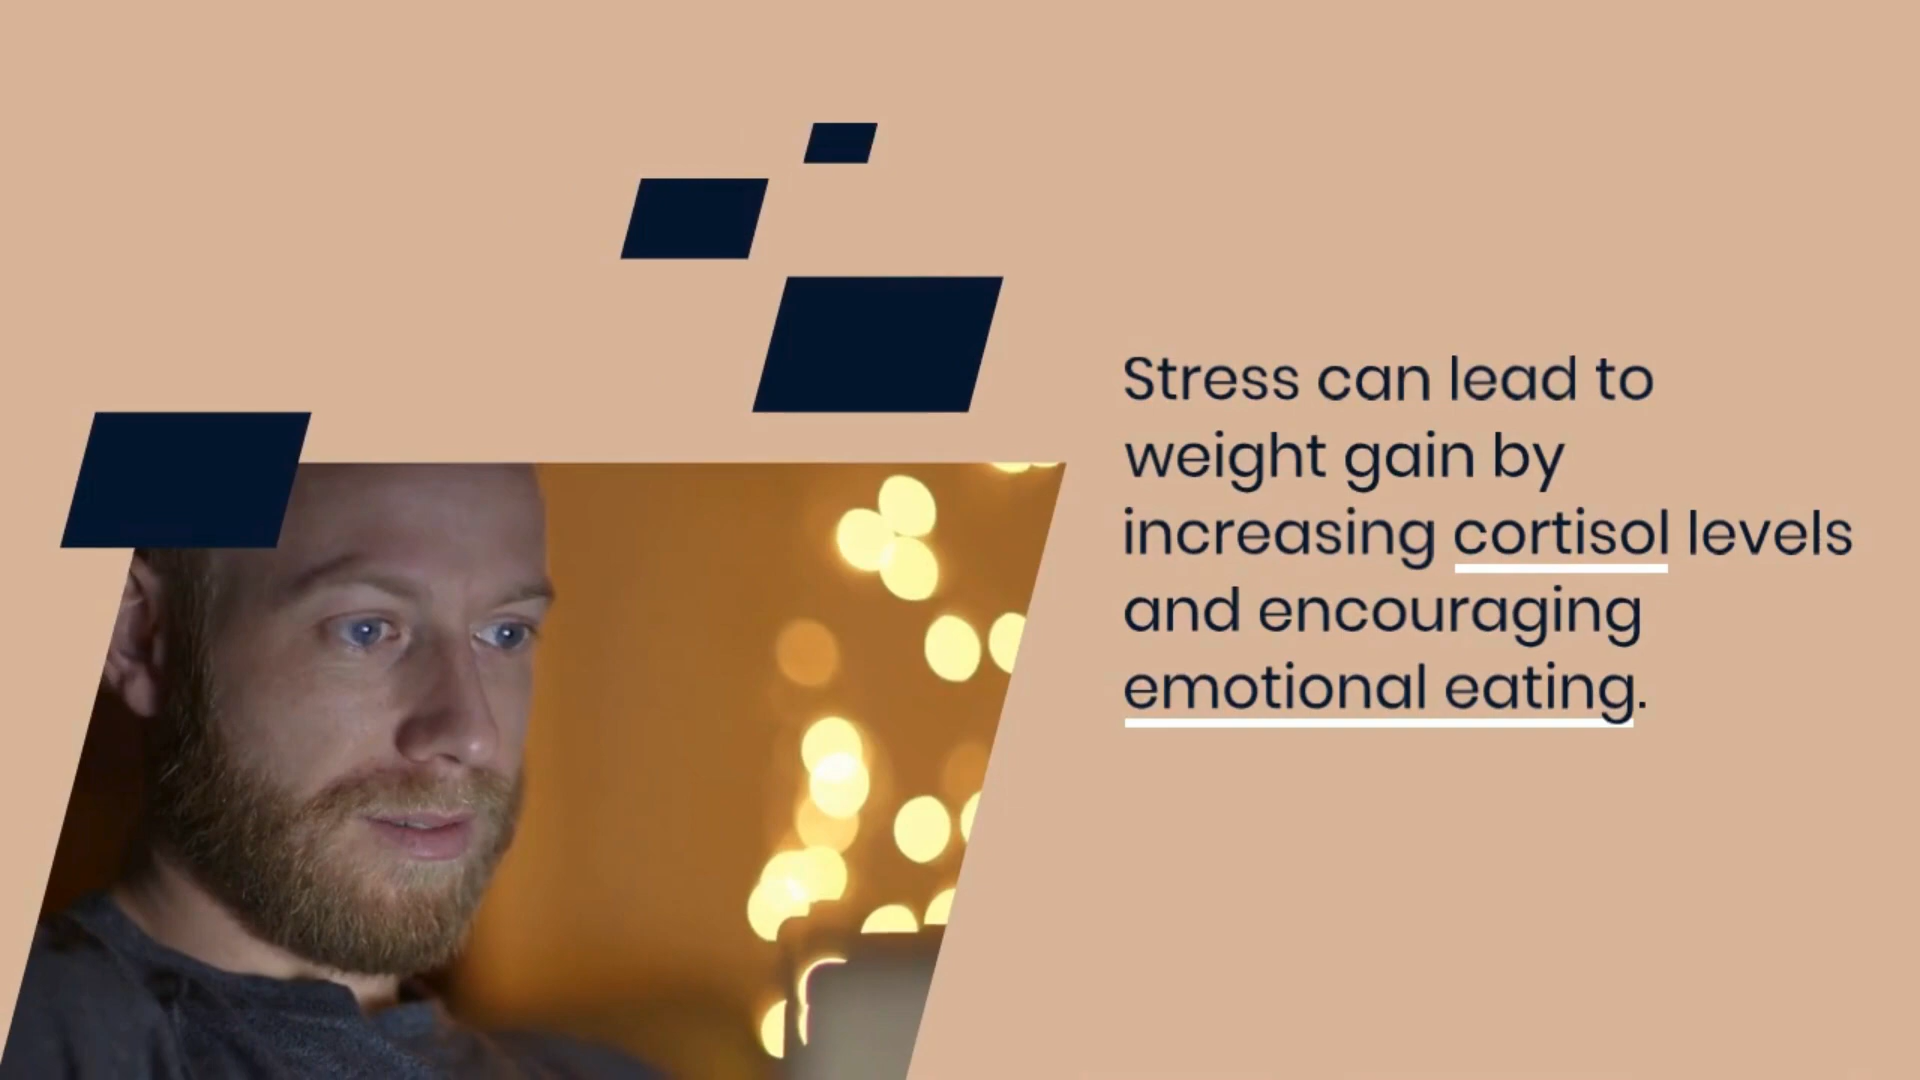 Stress can lead to
weight gain by
increasing cortisol levels
and encouraging
emotional eating.